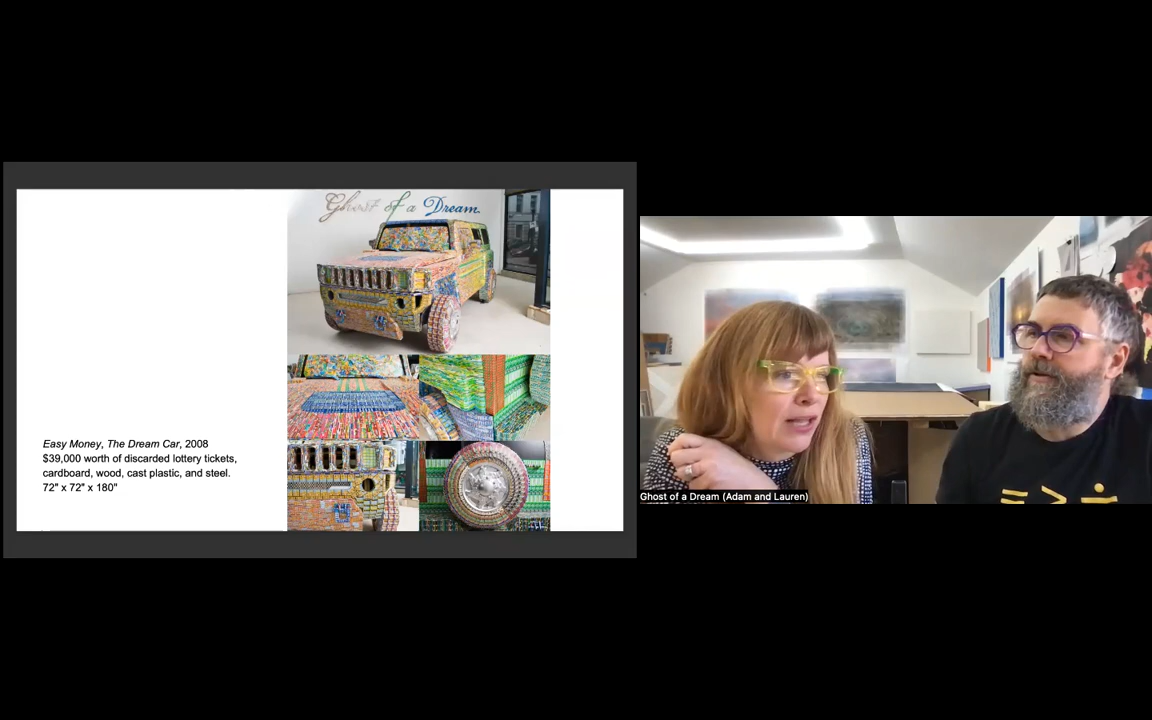 Ghost of a Dream
Easy Money, The Dream Car, 2008
$39,000 worth of discarded lottery tickets,
cardboard, wood, cast plastic, and steel.
72" x 72" x 180"
Ghost of a Dream (Adam and Lauren)